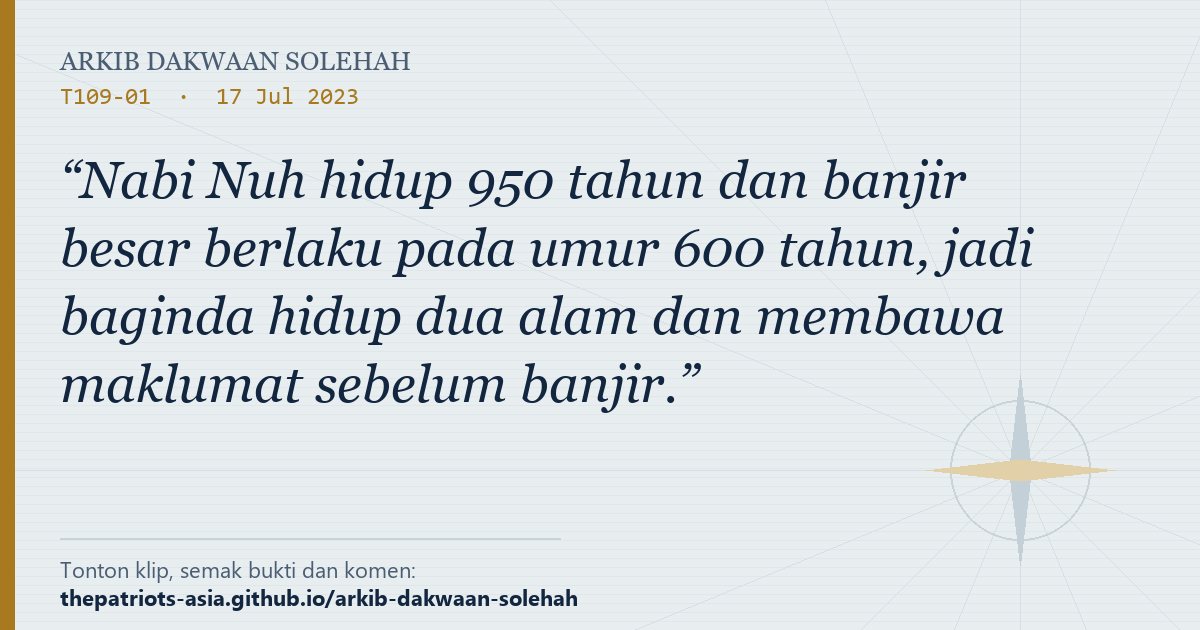 ARKIB DAKWAAN SOLEHAH
T109-01 · 17 Jul 2023
“Nabi Nuh hidup 950 tahun dan banjir
besar berlaku pada umur 600 tahun, jadi
baginda hidup dua alam dan membawa
maklumat sebelum banjir.”
Tonton klip, semak bukti dan komen:
thepatriots-asia.github.io/arkib-dakwaan-solehah